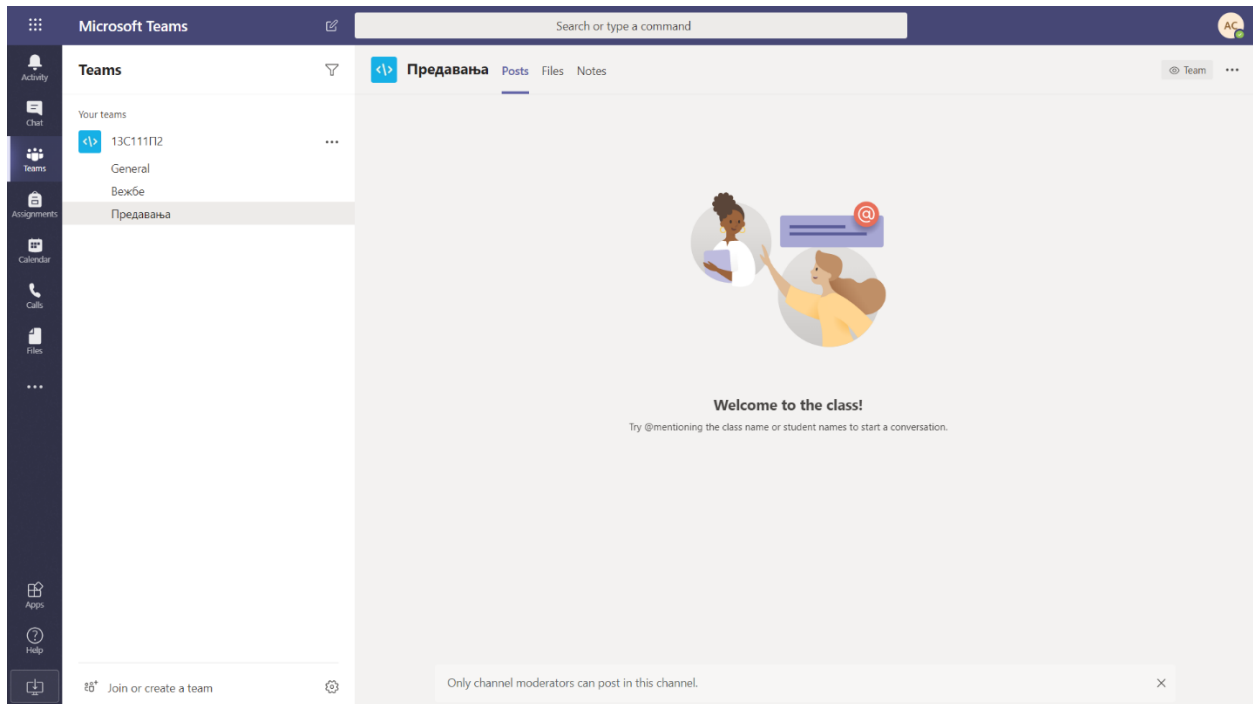 Microsoft Teams
Search or type a command
AC
Activity
Chat
Teams
Assignments
Calendar
Calls
Files
Apps
Help
Teams
Your teams
13С111П2
General
Вежбе
Предавања
Join or create a team
Предавања Posts Files Notes
Team
@
Welcome to the class!
Try @mentioning the class name or student names to start a conversation.
Only channel moderators can post in this channel.